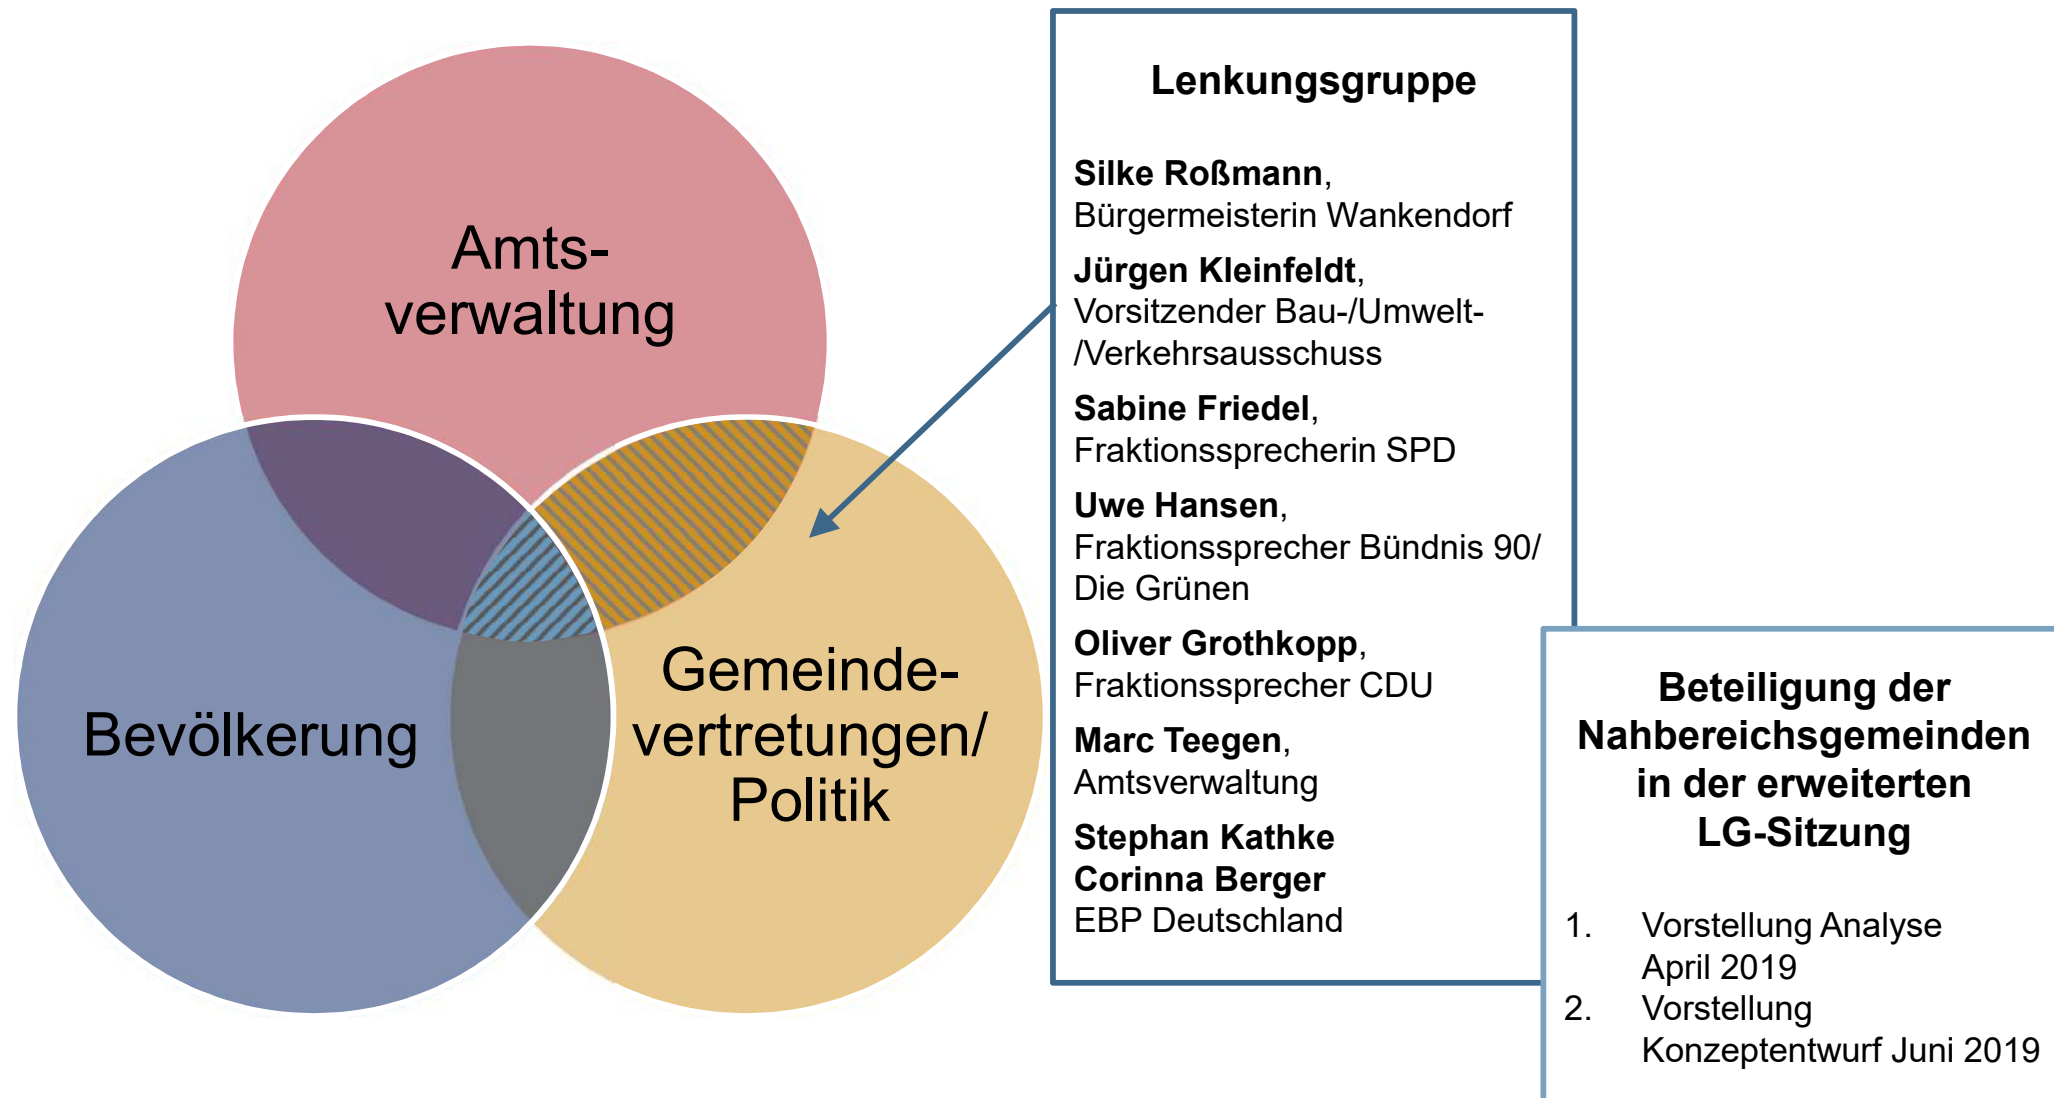 Amts-
verwaltung
Bevölkerung
Gemeinde-
vertretungen/
Politik
Lenkungsgruppe
Silke Roßmann,
Bürgermeisterin Wankendorf
Jürgen Kleinfeldt,
Vorsitzender Bau-/Umwelt-
/Verkehrsausschuss
Sabine Friedel,
Fraktionssprecherin SPD
Uwe Hansen,
Fraktionssprecher Bündnis 90/
Die Grünen
Oliver Grothkopp,
Fraktionssprecher CDU
Marc Teegen,
Amtsverwaltung
Stephan Kathke
Corinna Berger
EBP Deutschland
Beteiligung der
Nahbereichsgemeinden
in der erweiterten
LG-Sitzung
1. Vorstellung Analyse
April 2019
2. Vorstellung
Konzeptentwurf Juni 2019